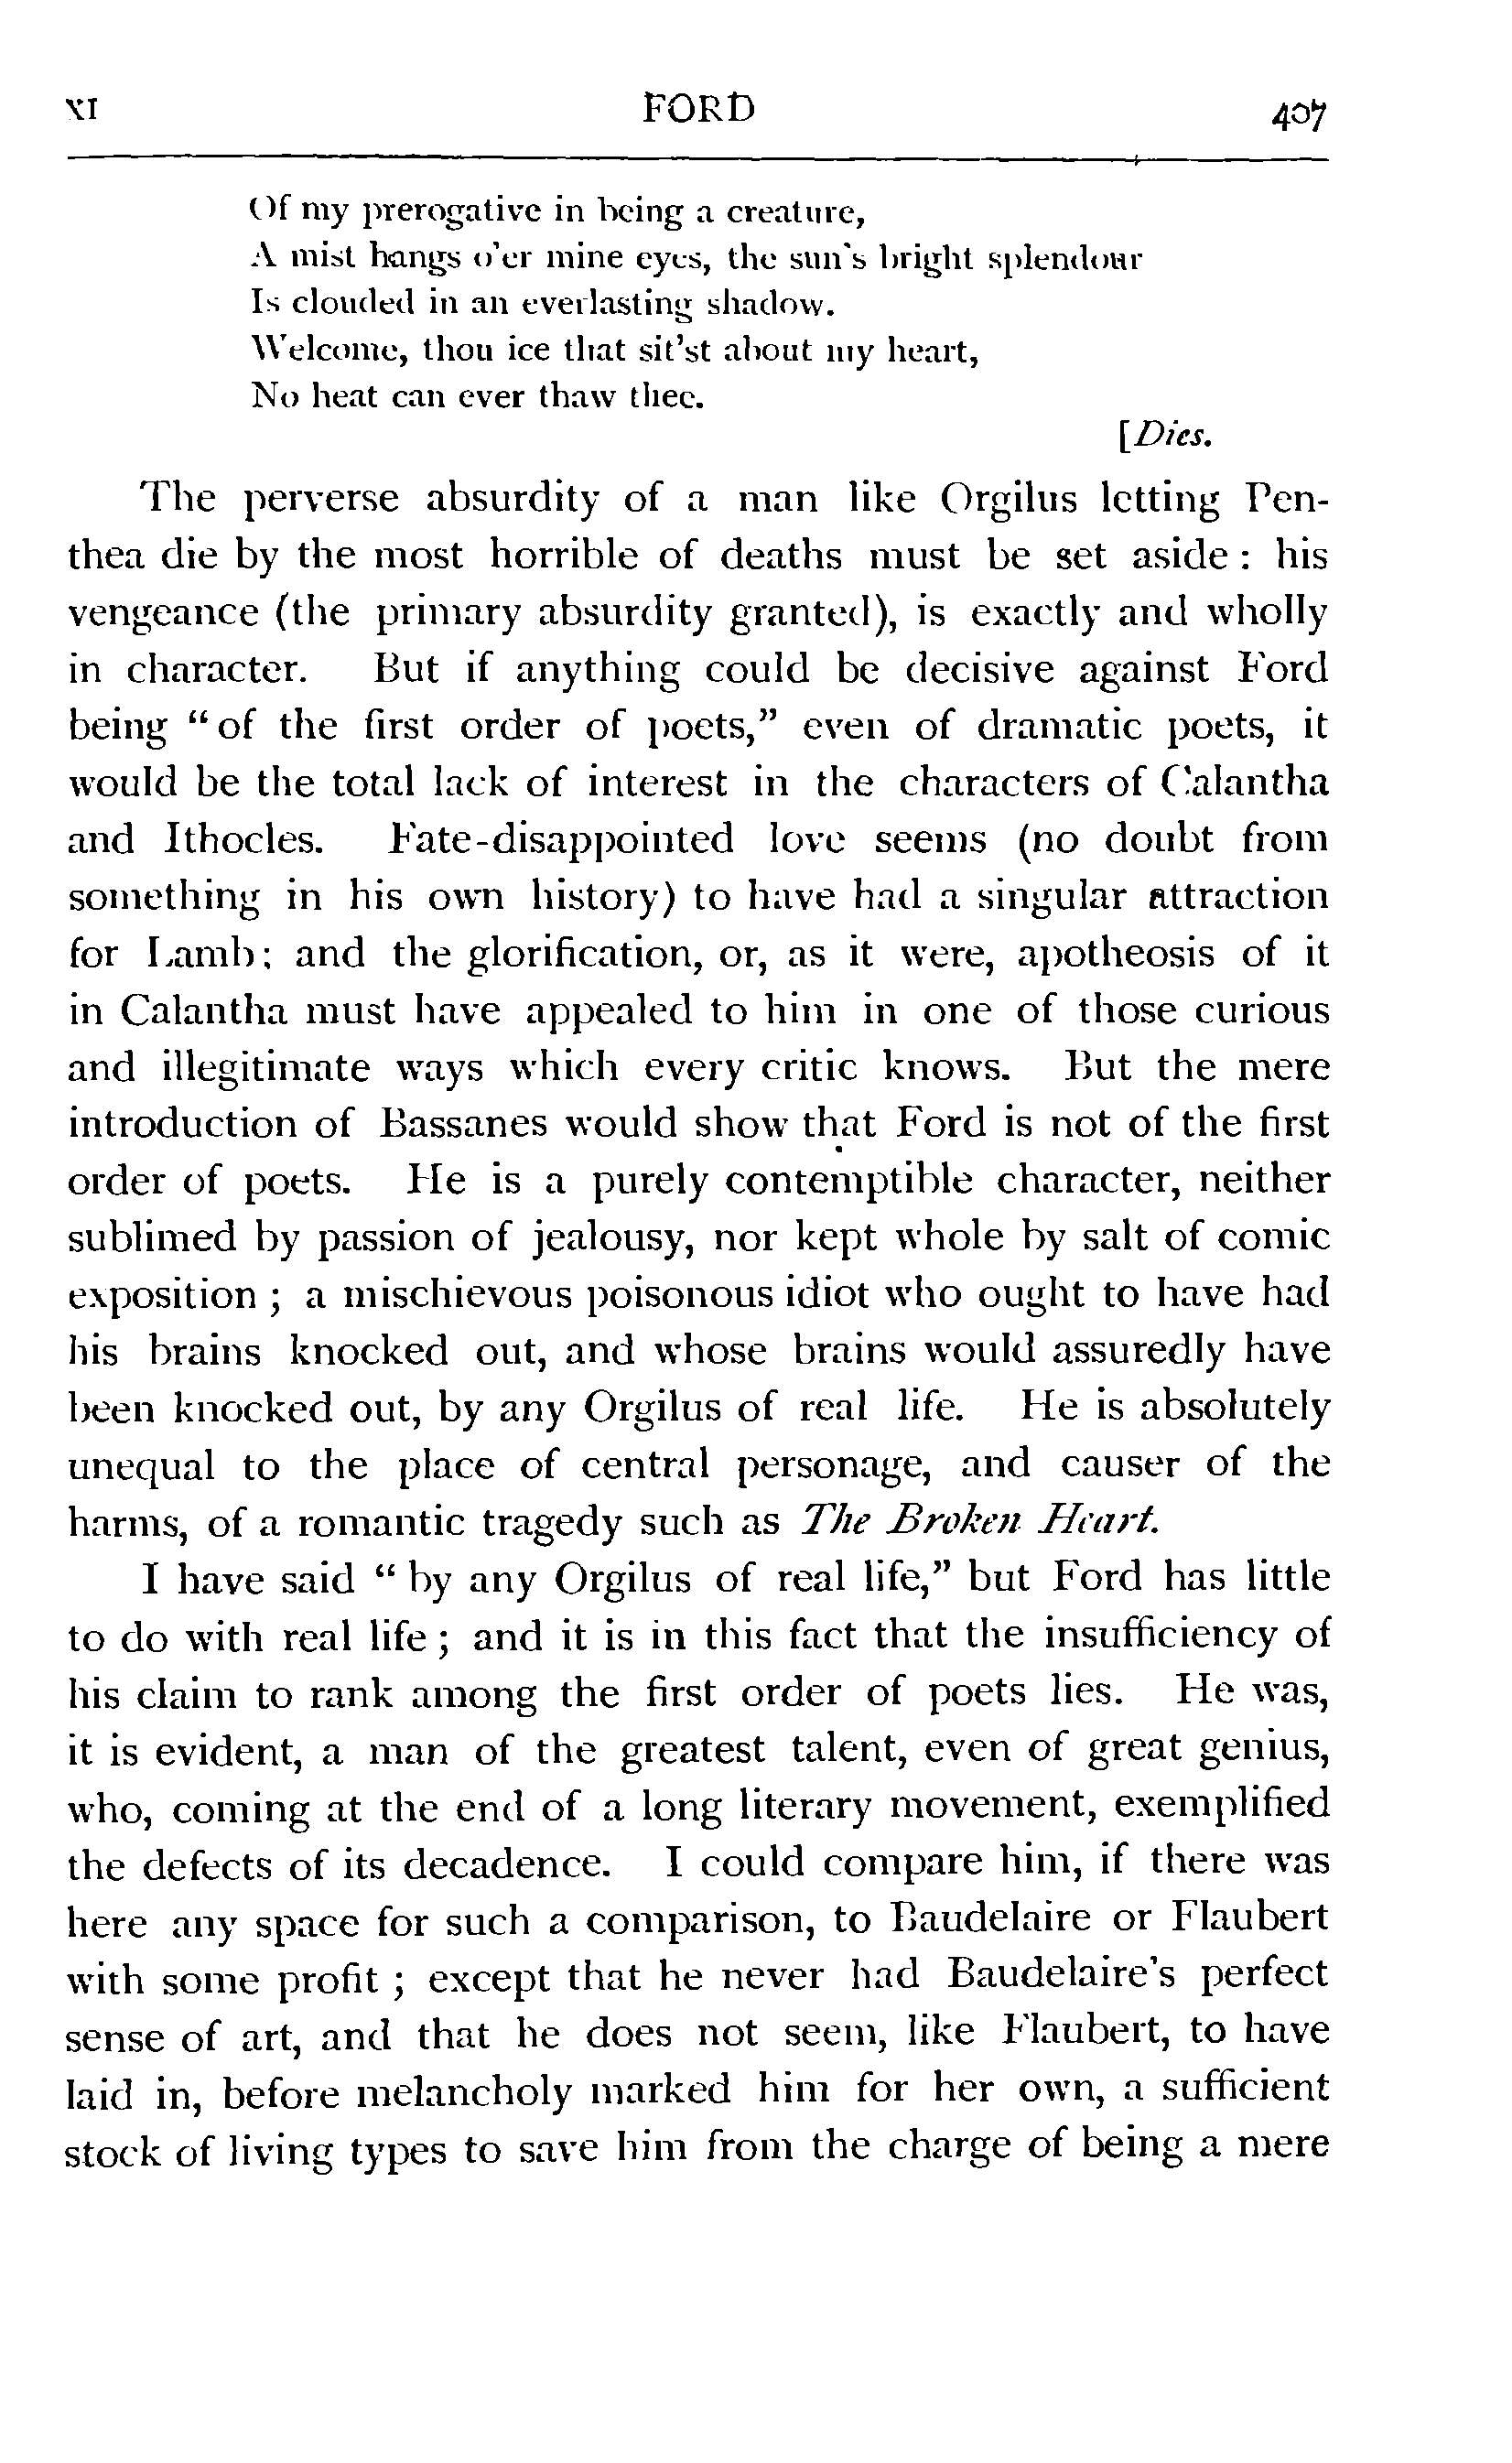 XI FORD 407
Of my prerogative in being a creature,
A mist hangs o'er mine eyes, the sun's bright splendour
Is clouded in an everlasting shadow.
Welcome, thou ice that sit'st about my heart,
No heat can ever thaw thee.
[Dies.
The perverse absurdity of a man like Orgilus letting Pen-
thea die by the most horrible of deaths must be set aside : his
vengeance (the primary absurdity granted), is exactly and wholly
in character. But if anything could be decisive against Ford
being "of the first order of poets," even of dramatic poets, it
would be the total lack of interest in the characters of Calantha
and Ithocles. Fate-disappointed love seems (no doubt from
something in his own history) to have had a singular attraction
for Lamb; and the glorification, or, as it were, apotheosis of it
in Calantha must have appealed to him in one of those curious
and illegitimate ways which every critic knows. But the mere
introduction of Bassanes would show that Ford is not of the first
order of poets. He is a purely contemptible character, neither
sublimed by passion of jealousy, nor kept whole by salt of comic
exposition ; a mischievous poisonous idiot who ought to have had
his brains knocked out, and whose brains would assuredly have
been knocked out, by any Orgilus of real life. He is absolutely
unequal to the place of central personage, and causer of the
harms, of a romantic tragedy such as The Broken Heart.
I have said " by any Orgilus of real life," but Ford has little
to do with real life ; and it is in this fact that the insufficiency of
his claim to rank among the first order of poets lies. He was,
it is evident, a man of the greatest talent, even of great genius,
who, coming at the end of a long literary movement, exemplified
the defects of its decadence. I could compare him, if there was
here any space for such a comparison, to Baudelaire or Flaubert
with some profit ; except that he never had Baudelaire's perfect
sense of art, and that he does not seem, like Flaubert, to have
laid in, before melancholy marked him for her own, a sufficient
stock of living types to save him from the charge of being a mere